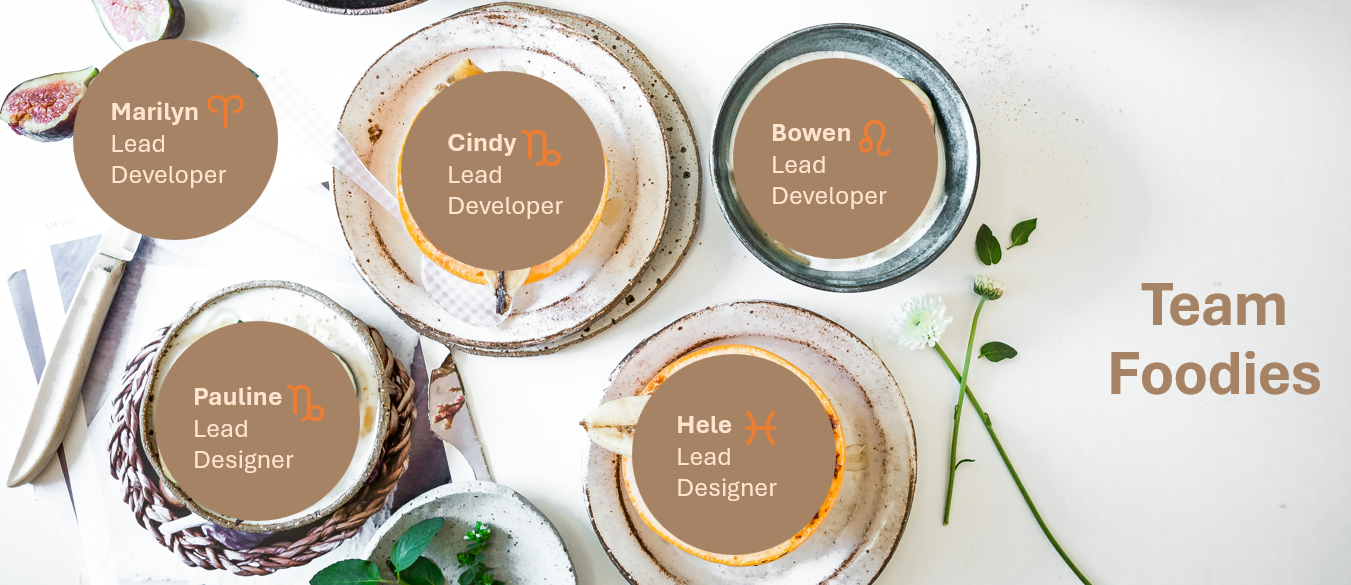 Marilyn ♈
Lead
Developer
Cindy ♑
Lead
Developer
Bowen ♌
Lead
Developer
Pauline ♑
Lead
Designer
Hele ♓
Lead
Designer
Team
Foodies